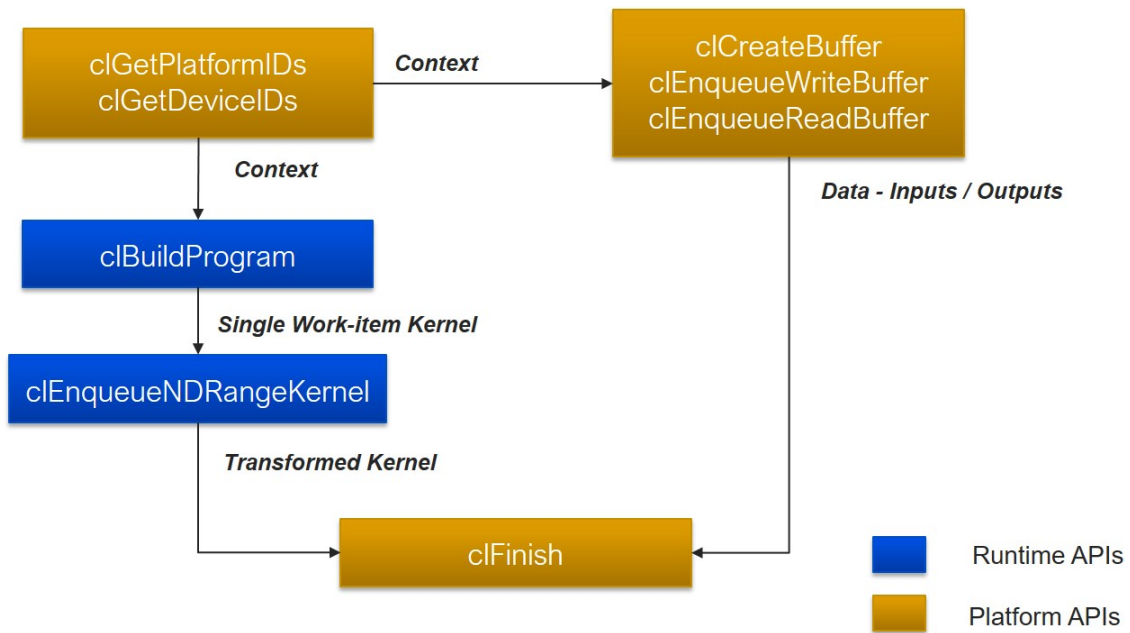 clGetPlatformIDs
clGetDeviceIDs
Context
clCreateBuffer
clEnqueueWriteBuffer
clEnqueueReadBuffer
Context
Data - Inputs / Outputs
clBuildProgram
Single Work-item Kernel
clEnqueueNDRangeKernel
Transformed Kernel
clFinish
Runtime APIs
Platform APIs